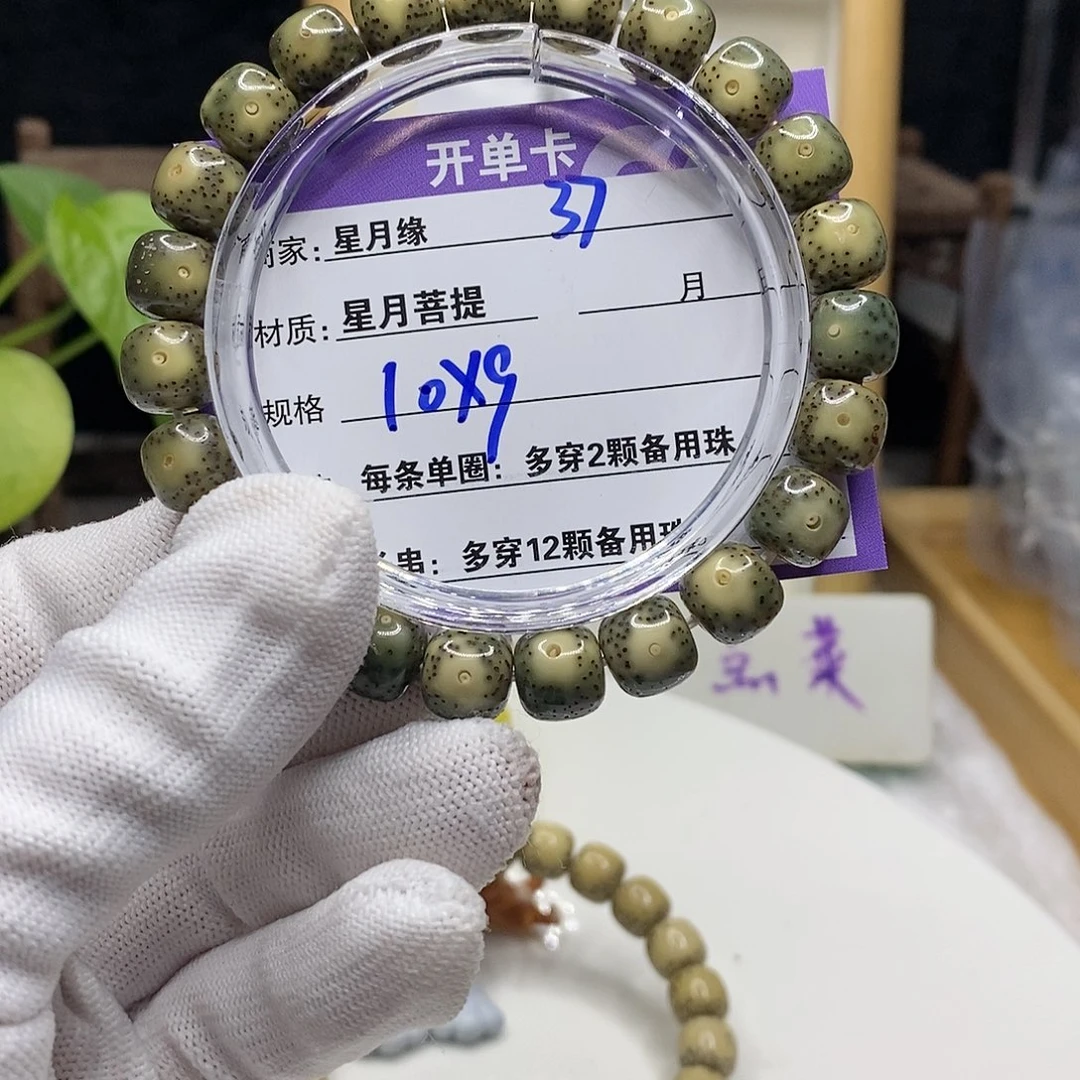 开单卡
商家：星月缘 37
材质：星月菩提 月
规格 10X9
每条单圈：多穿2颗备用珠
串：多穿12颗备用珠